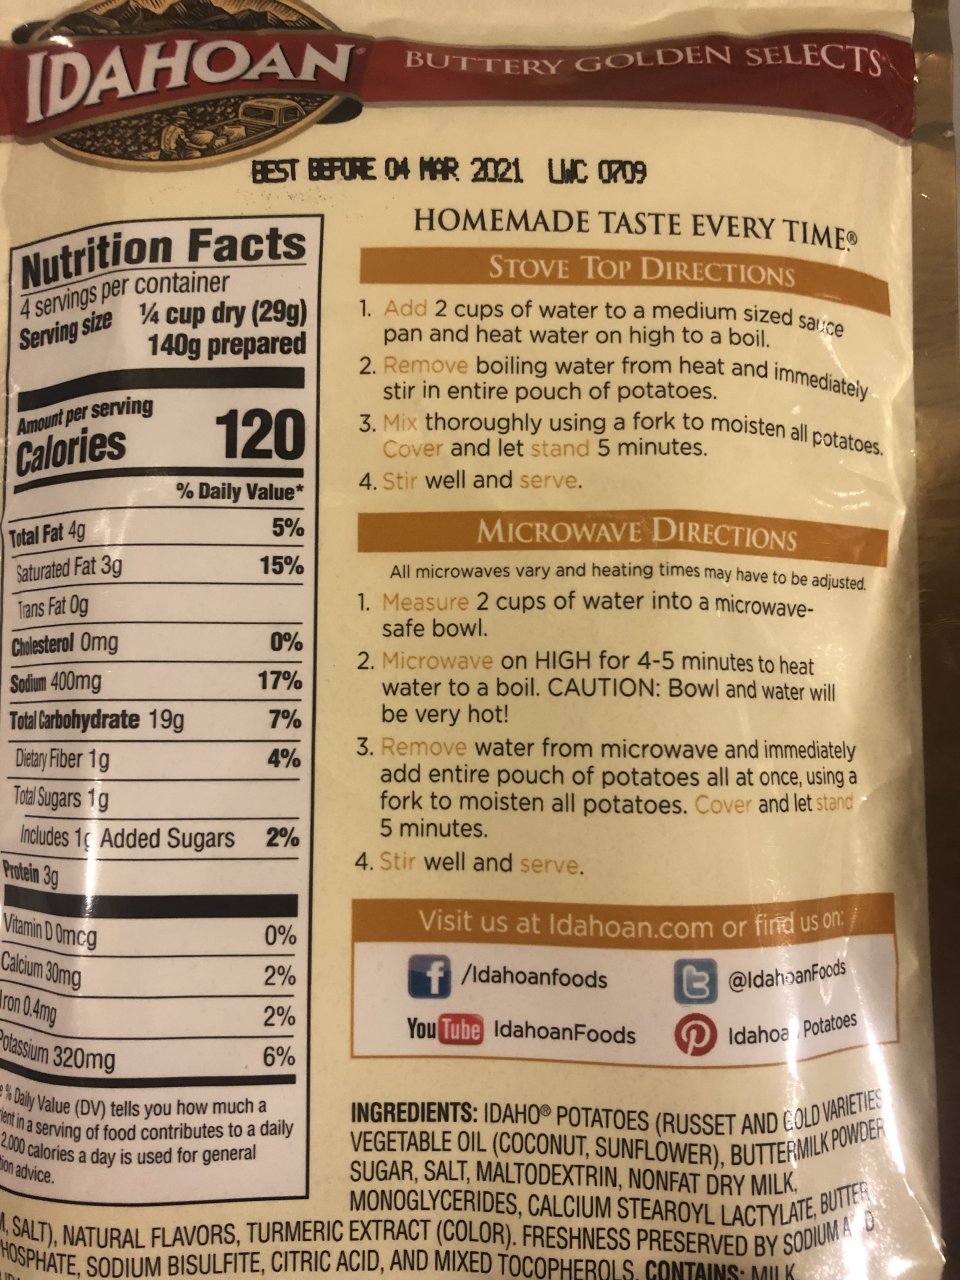 IDAHOAN®
BUTTERY GOLDEN SELECTS
BEST BEFORE 04 MAR 2021 LWC 0709
Nutrition Facts
4 servings per container
Serving size ¼ cup dry (29g)
140g prepared
Amount per serving
Calories 120
% Daily Value*
Total Fat 4g 5%
Saturated Fat 3g 15%
Trans Fat 0g
Cholesterol 0mg 0%
Sodium 400mg 17%
Total Carbohydrate 19g 7%
Dietary Fiber 1g 4%
Total Sugars 1g
Includes 1g Added Sugars 2%
Protein 3g
Vitamin D 0mcg 0%
Calcium 30mg 2%
Iron 0.4mg 2%
Potassium 320mg 6%
% Daily Value (DV) tells you how much a
in a serving of food contributes to a daily
2,000 calories a day is used for general
advice.
HOMEMADE TASTE EVERY TIME®
STOVE TOP DIRECTIONS
1. Add 2 cups of water to a medium sized sauce
pan and heat water on high to a boil.
2. Remove boiling water from heat and immediately
stir in entire pouch of potatoes.
3. Mix thoroughly using a fork to moisten all potatoes.
Cover and let stand 5 minutes.
4. Stir well and serve.
MICROWAVE DIRECTIONS
All microwaves vary and heating times may have to be adjusted.
1. Measure 2 cups of water into a microwave-
safe bowl.
2. Microwave on HIGH for 4-5 minutes to heat
water to a boil. CAUTION: Bowl and water will
be very hot!
3. Remove water from microwave and immediately
add entire pouch of potatoes all at once, using a
fork to moisten all potatoes. Cover and let stand
5 minutes.
4. Stir well and serve.
Visit us at Idahoan.com or find us on:
f /Idahoanfoods
t @IdahoanFoods
YouTube IdahoanFoods
P Idahoa Potatoes
INGREDIENTS: IDAHO® POTATOES (RUSSET AND GOLD VARIETIES
VEGETABLE OIL (COCONUT, SUNFLOWER), BUTTERMILK POWDER
SUGAR, SALT, MALTODEXTRIN, NONFAT DRY MILK,
MONOGLYCERIDES, CALCIUM STEAROYL LACTYLATE, BUTTER
, SALT), NATURAL FLAVORS, TURMERIC EXTRACT (COLOR). FRESHNESS PRESERVED BY SODIUM
HOSPHATE, SODIUM BISULFITE, CITRIC ACID, AND MIXED TOCOPHEROLS. CONTAINS: MILK